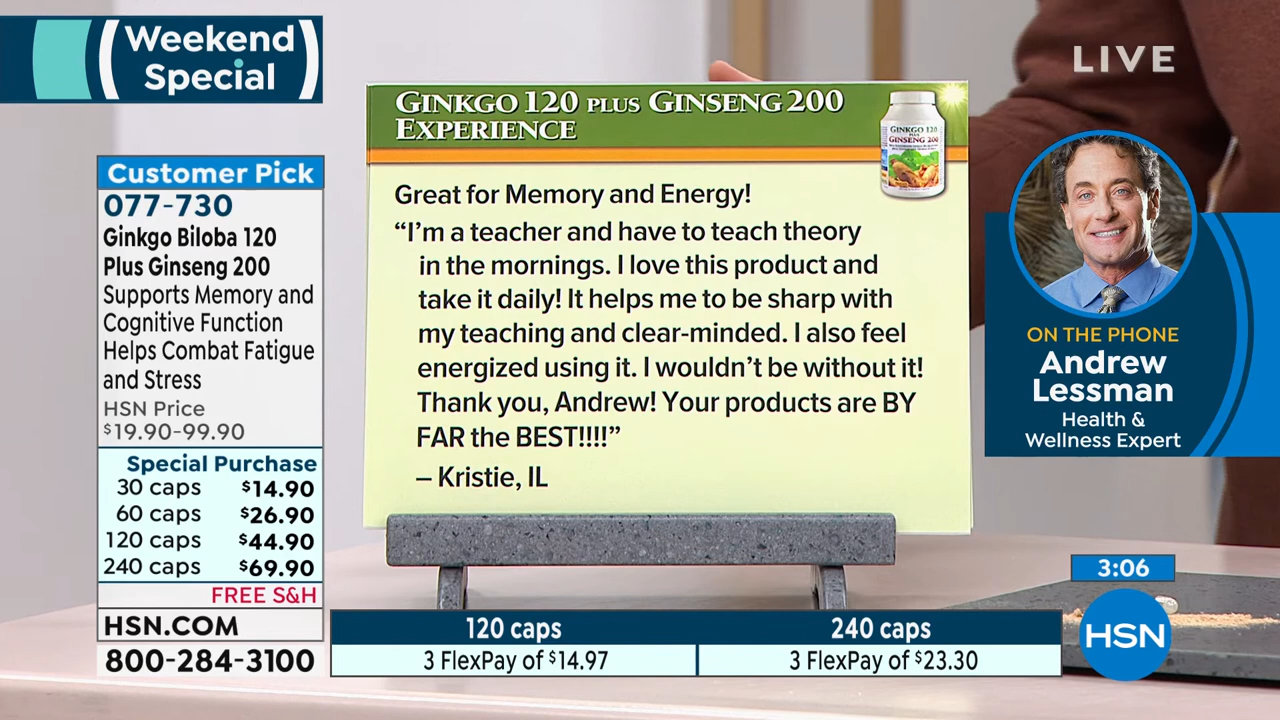 Weekend
Special
LIVE
GINKGO 120 PLUS GINSENG 200
EXPERIENCE
GINKGO 120
PLUS
GINSENG 200
Great for Memory and Energy!
“I’m a teacher and have to teach theory
in the mornings. I love this product and
take it daily! It helps me to be sharp with
my teaching and clear-minded. I also feel
energized using it. I wouldn’t be without it!
Thank you, Andrew! Your products are BY
FAR the BEST!!!!”
– Kristie, IL
Customer Pick
077-730
Ginkgo Biloba 120
Plus Ginseng 200
Supports Memory and
Cognitive Function
Helps Combat Fatigue
and Stress
HSN Price
$19.90-99.90
Special Purchase
30 caps $14.90
60 caps $26.90
120 caps $44.90
240 caps $69.90
FREE S&H
HSN.COM
800-284-3100
ON THE PHONE
Andrew
Lessman
Health &
Wellness Expert
3:06
HSN
120 caps 240 caps
3 FlexPay of $14.97 3 FlexPay of $23.30